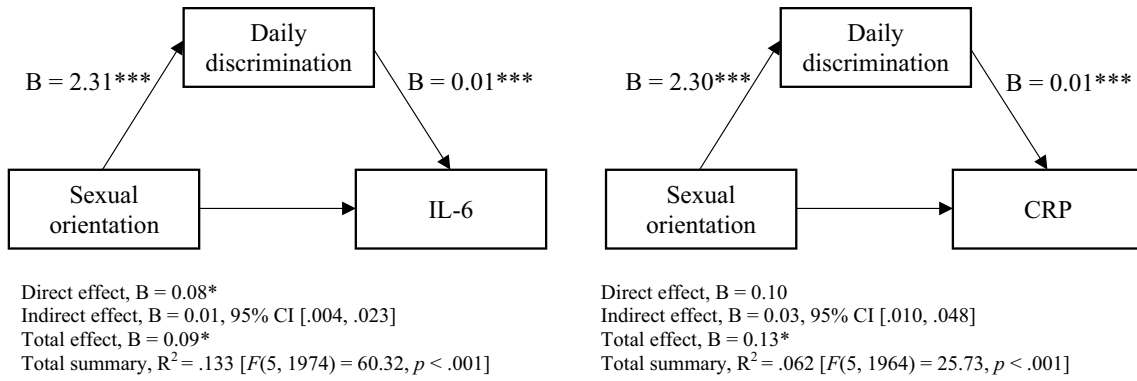 Daily
discrimination
B = 2.31***
B = 0.01***
Sexual
orientation
IL-6
Direct effect, B = 0.08*
Indirect effect, B = 0.01, 95% CI [.004, .023]
Total effect, B = 0.09*
Total summary, R² = .133 [F(5, 1974) = 60.32, p < .001]
Daily
discrimination
B = 2.30***
B = 0.01***
Sexual
orientation
CRP
Direct effect, B = 0.10
Indirect effect, B = 0.03, 95% CI [.010, .048]
Total effect, B = 0.13*
Total summary, R² = .062 [F(5, 1964) = 25.73, p < .001]